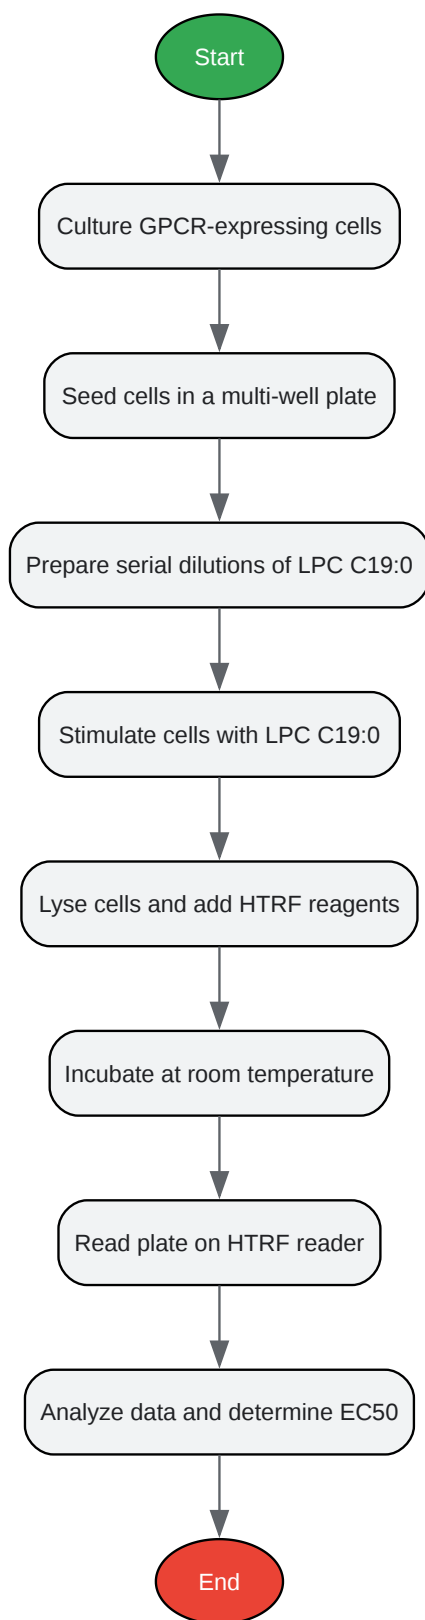 Start
Culture GPCR-expressing cells
Seed cells in a multi-well plate
Prepare serial dilutions of LPC C19:0
Stimulate cells with LPC C19:0
Lyse cells and add HTRF reagents
Incubate at room temperature
Read plate on HTRF reader
Analyze data and determine EC50
End